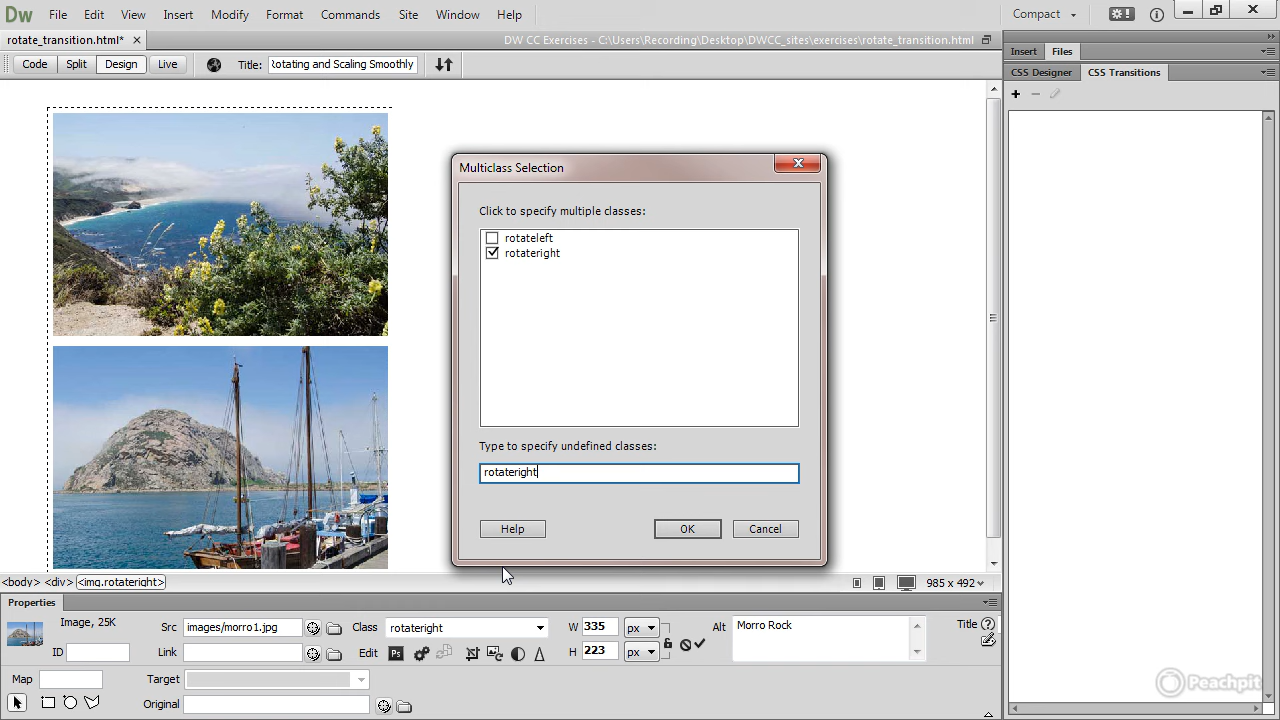 Dw File Edit View Insert Modify Format Commands Site Window Help Compact
rotate_transition.html* DW CC Exercises - C:\Users\Recording\Desktop\DWCC_sites\exercises\rotate_transition.html
Code Split Design Live Title: Rotating and Scaling Smoothly
Insert Files
CSS Designer CSS Transitions
Multiclass Selection
Click to specify multiple classes:
rotateleft
rotateright
Type to specify undefined classes:
rotateright
Help OK Cancel
<body> <div> <img.rotateright> 985 x 492
Properties
Image, 25K Src images/morro1.jpg Class rotateright W 335 px Alt Morro Rock Title
ID Link Edit Ps H 223 px
Map Target
Original
Peachpit